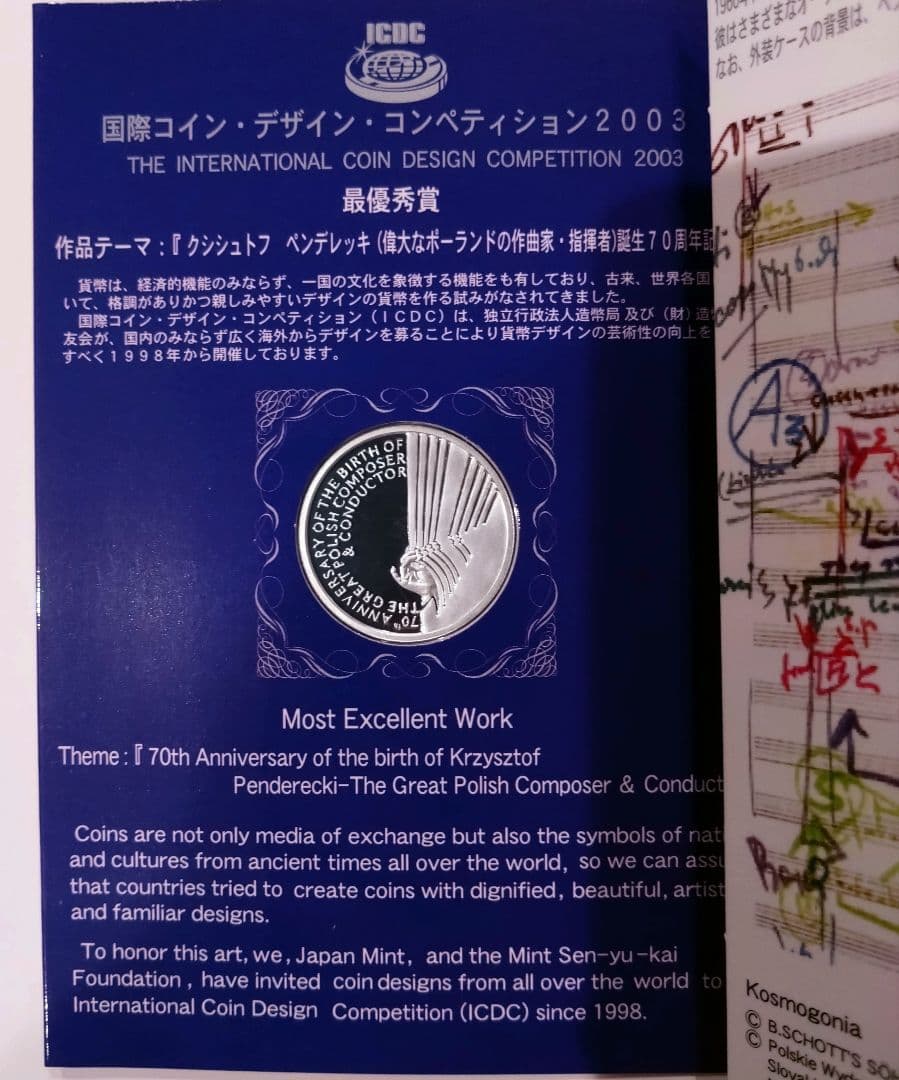 ICDC
国際コイン・デザイン・コンペティション２００３
THE INTERNATIONAL COIN DESIGN COMPETITION 2003
最優秀賞
作品テーマ：『クシシュトフ ペンデレッキ（偉大なポーランドの作曲家・指揮者）誕生７０周年記
貨幣は、経済的機能のみならず、一国の文化を象徴する機能をも有しており、古来、世界各国
いて、格調がありかつ親しみやすいデザインの貨幣を作る試みがなされてきました。
国際コイン・デザイン・コンペティション（ＩＣＤＣ）は、独立行政法人造幣局 及び（財）造
友会が、国内のみならず広く海外からデザインを募ることにより貨幣デザインの芸術性の向上を
すべく１９９８年から開催しております。
70th ANNIVERSARY OF THE BIRTH OF
THE GREAT POLISH COMPOSER
& CONDUCTOR
Most Excellent Work
Theme :『 70th Anniversary of the birth of Krzysztof
Penderecki-The Great Polish Composer & Conduct
Coins are not only media of exchange but also the symbols of nat
and cultures from ancient times all over the world, so we can assu
that countries tried to create coins with dignified, beautiful, artist
and familiar designs.
To honor this art, we, Japan Mint, and the Mint Sen-yu-kai
Foundation, have invited coin designs from all over the world to
International Coin Design Competition (ICDC) since 1998.
彼はさまざまな
なお、外装ケースの背景は、
A
Kosmogonia
© B.SCHOTT'S
© Polskie